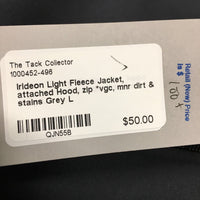 The Tack Collector
1000452-496
Irideon Light Fleece Jacket,
attached Hood, zip *vgc, mnr dirt &
stains Grey L
QJN55B
$50.00
Retail (New) Price
is $